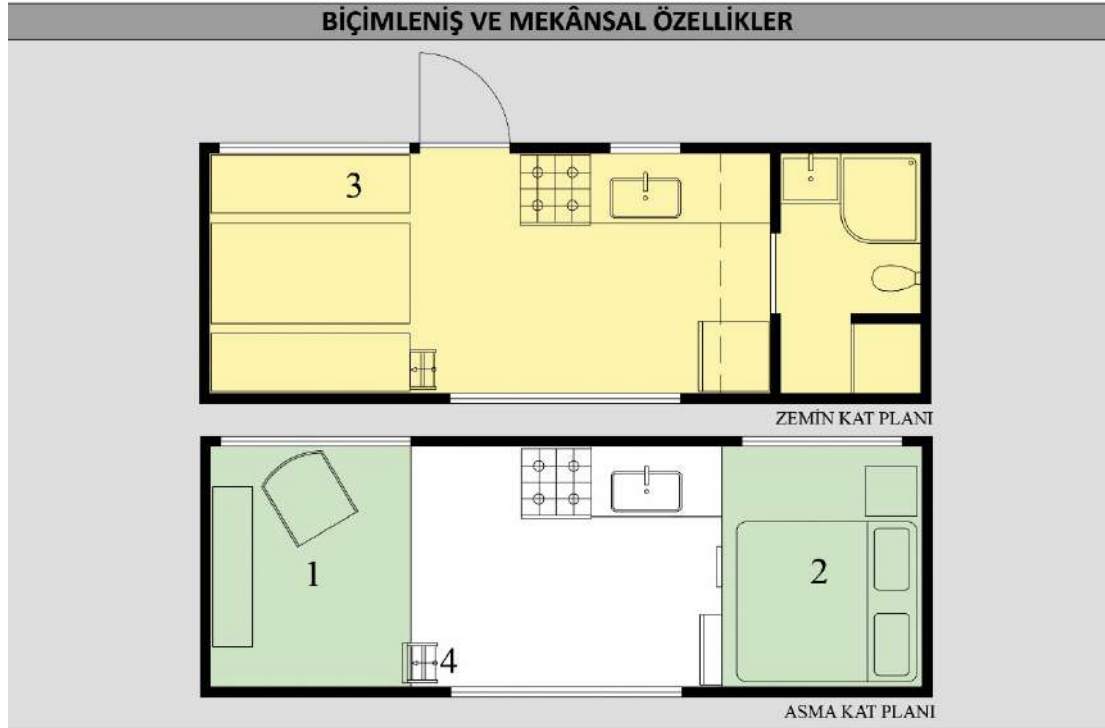 BİÇİMLENİŞ VE MEKÂNSAL ÖZELLİKLER
3
ZEMİN KAT PLANI
1
2
4
ASMA KAT PLANI